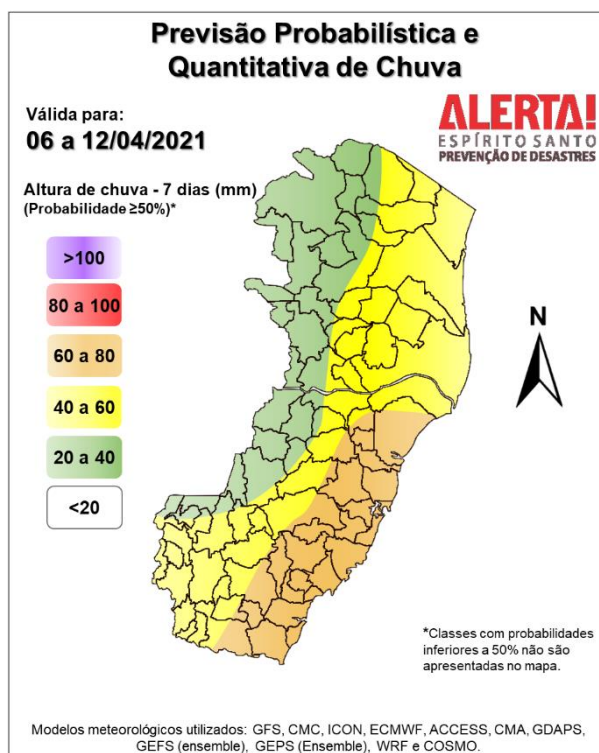 Previsão Probabilística e
Quantitativa de Chuva
Válida para:
06 a 12/04/2021
ALERTA!
ESPÍRITO SANTO
PREVENÇÃO DE DESASTRES
Altura de chuva - 7 dias (mm)
(Probabilidade ≥50%)*
>100
80 a 100
60 a 80
40 a 60
20 a 40
<20
N
*Classes com probabilidades
inferiores a 50% não são
apresentadas no mapa.
Modelos meteorológicos utilizados: GFS, CMC, ICON, ECMWF, ACCESS, CMA, GDAPS,
GEFS (ensemble), GEPS (Ensemble), WRF e COSMO.